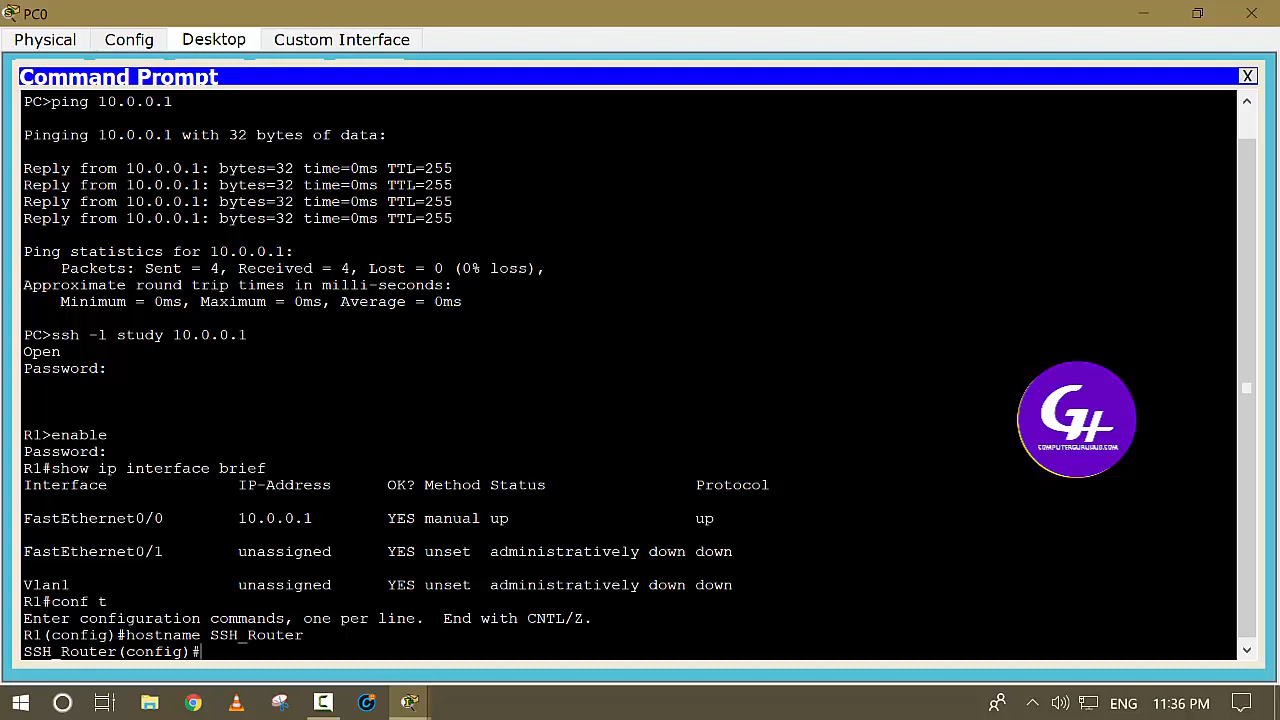 PC0
Physical Config Desktop Custom Interface
Command Prompt X
PC>ping 10.0.0.1
Pinging 10.0.0.1 with 32 bytes of data:
Reply from 10.0.0.1: bytes=32 time=0ms TTL=255
Reply from 10.0.0.1: bytes=32 time=0ms TTL=255
Reply from 10.0.0.1: bytes=32 time=0ms TTL=255
Reply from 10.0.0.1: bytes=32 time=0ms TTL=255
Ping statistics for 10.0.0.1:
Packets: Sent = 4, Received = 4, Lost = 0 (0% loss),
Approximate round trip times in milli-seconds:
Minimum = 0ms, Maximum = 0ms, Average = 0ms
PC>ssh -l study 10.0.0.1
Open
Password:
R1>enable
Password:
R1#show ip interface brief
Interface IP-Address OK? Method Status Protocol
FastEthernet0/0 10.0.0.1 YES manual up up
FastEthernet0/1 unassigned YES unset administratively down down
Vlan1 unassigned YES unset administratively down down
R1#conf t
Enter configuration commands, one per line. End with CNTL/Z.
R1(config)#hostname SSH_Router
SSH_Router(config)#
GH
COMPUTERGURUHUB.COM
ENG 11:36 PM